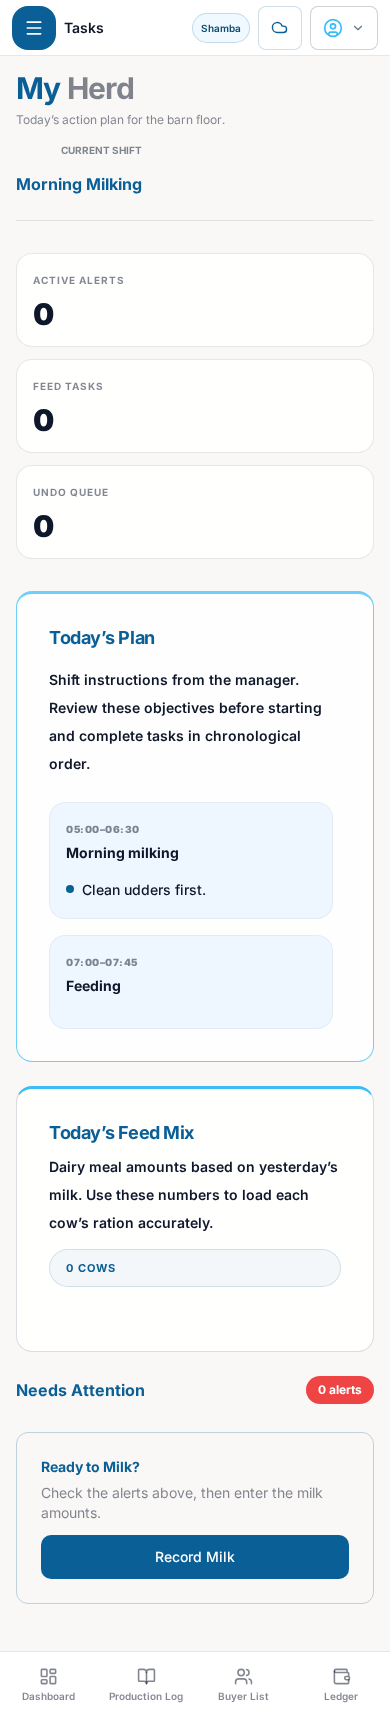 Tasks
Shamba
My Herd
Today’s action plan for the barn floor.
CURRENT SHIFT
Morning Milking
ACTIVE ALERTS
0
FEED TASKS
0
UNDO QUEUE
0
Today’s Plan
Shift instructions from the manager.
Review these objectives before starting
and complete tasks in chronological
order.
05:00–06:30
Morning milking
Clean udders first.
07:00–07:45
Feeding
Today’s Feed Mix
Dairy meal amounts based on yesterday’s
milk. Use these numbers to load each
cow’s ration accurately.
0 COWS
Needs Attention
0 alerts
Ready to Milk?
Check the alerts above, then enter the milk
amounts.
Record Milk
Dashboard
Production Log
Buyer List
Ledger